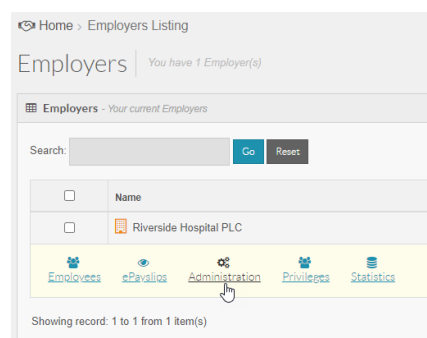 Home > Employers Listing
Employers You have 1 Employer(s)
Employers - Your current Employers
Search: Go Reset
Name
Riverside Hospital PLC
Employees ePayslips Administration Privileges Statistics
Showing record: 1 to 1 from 1 item(s)